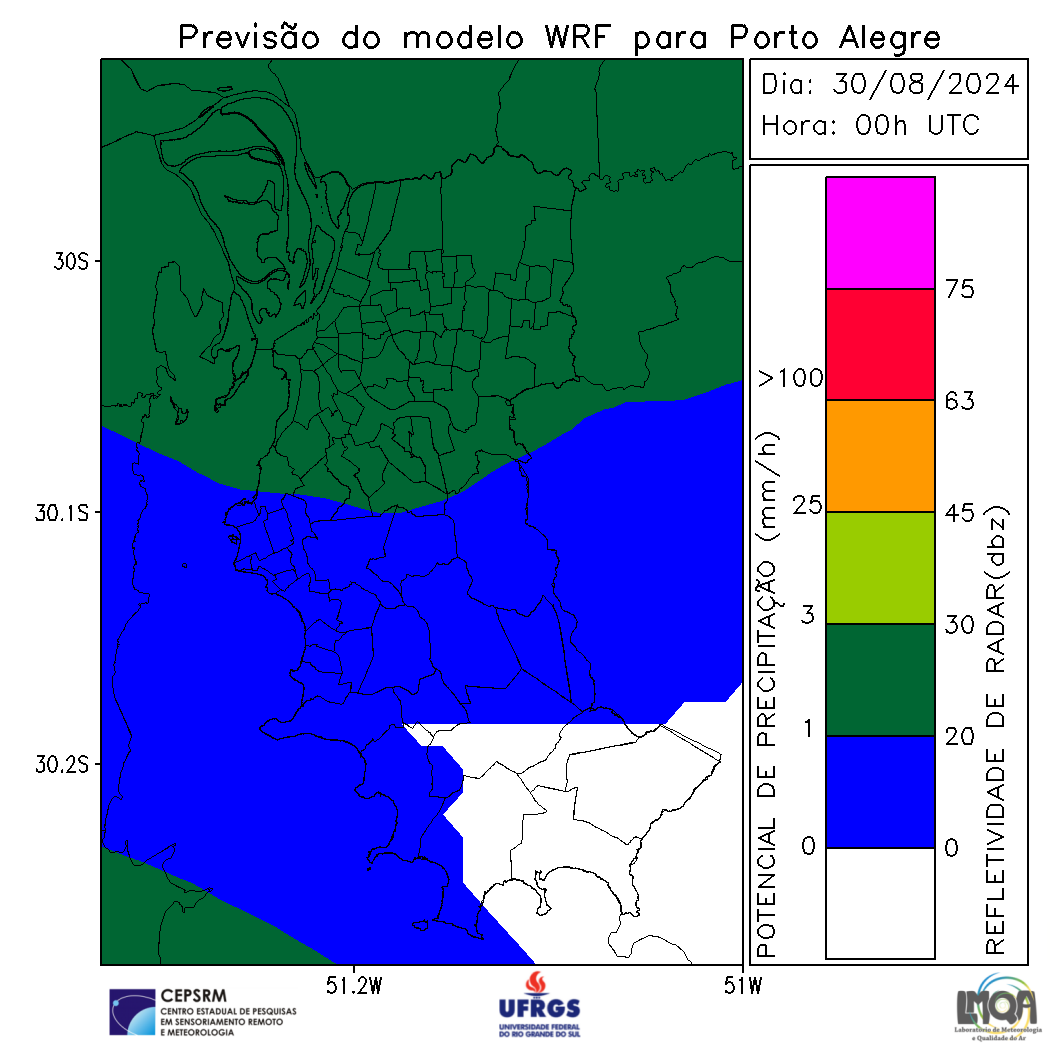 Previsão do modelo WRF para Porto Alegre
Dia: 30/08/2024
Hora: 00h UTC
30S
30.1S
30.2S
51.2W
51W
POTENCIAL DE PRECIPITAÇÃO (mm/h)
>100
25
3
1
0
75
63
45
30
20
0
REFLETIVIDADE DE RADAR(dbz)
CEPSRM
CENTRO ESTADUAL DE PESQUISAS
EM SENSORIAMENTO REMOTO
E METEOROLOGIA
UFRGS
UNIVERSIDADE FEDERAL
DO RIO GRANDE DO SUL
LMQA
Laboratório de Meteorologia
e Qualidade do Ar